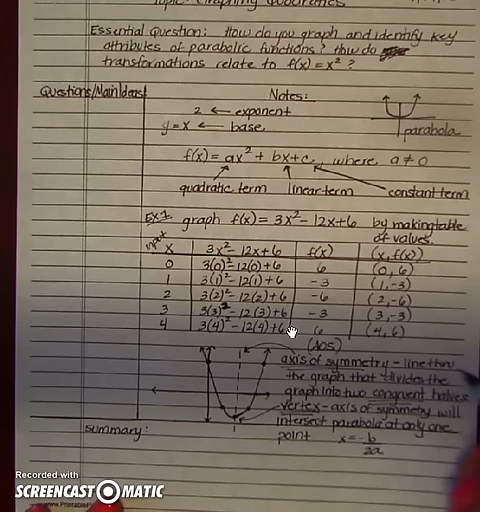 Topic: Graphing Quadratics
Essential Question: How do you graph and identify key
attributes of parabolic functions? How do
transformations relate to f(x) = x²?
Questions/Main Ideas
Notes:
2 ← exponent
y = x ← base
parabola
f(x) = ax² + bx + c, where a ≠ 0
quadratic term linear term constant term
Ex 1. graph f(x) = 3x² - 12x + 6 by making table
of values.
input
x 3x² - 12x + 6 f(x) (x, f(x))
0 3(0)² - 12(0) + 6 6 (0, 6)
1 3(1)² - 12(1) + 6 -3 (1, -3)
2 3(2)² - 12(2) + 6 -6 (2, -6)
3 3(3)² - 12(3) + 6 -3 (3, -3)
4 3(4)² - 12(4) + 6 6 (4, 6)
(AOS)
axis of symmetry - line thru
the graph that divides the
graph into two congruent halves
vertex - axis of symmetry will
intersect parabola at only one
point x = -b
2a
summary:
Recorded with
SCREENCAST MATIC